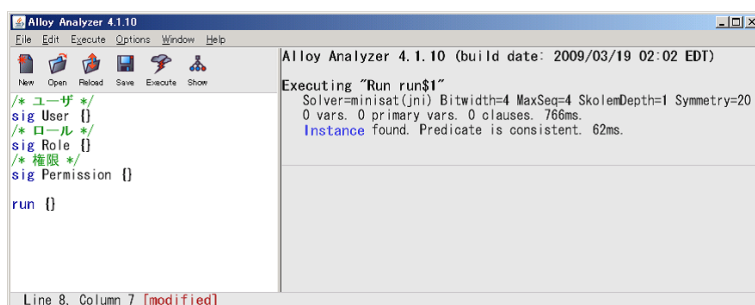 Alloy Analyzer 4.1.10
File Edit Execute Options Window Help
New Open Reload Save Execute Show
/* ユーザ */
sig User {}
/* ロール */
sig Role {}
/* 権限 */
sig Permission {}
run {}
Alloy Analyzer 4.1.10 (build date: 2009/03/19 02:02 EDT)
Executing "Run run$1"
Solver=minisat(jni) Bitwidth=4 MaxSeq=4 SkolemDepth=1 Symmetry=20
0 vars. 0 primary vars. 0 clauses. 766ms.
Instance found. Predicate is consistent. 62ms.
Line 8, Column 7 [modified]